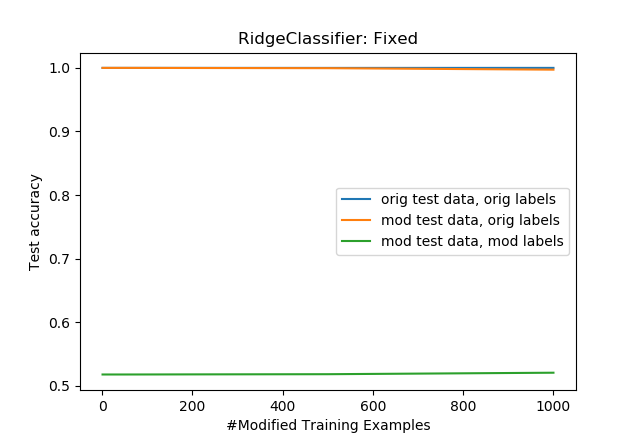 RidgeClassifier: Fixed
1.0
0.9
0.8
0.7
0.6
0.5
Test accuracy
orig test data, orig labels
mod test data, orig labels
mod test data, mod labels
0 200 400 600 800 1000
#Modified Training Examples